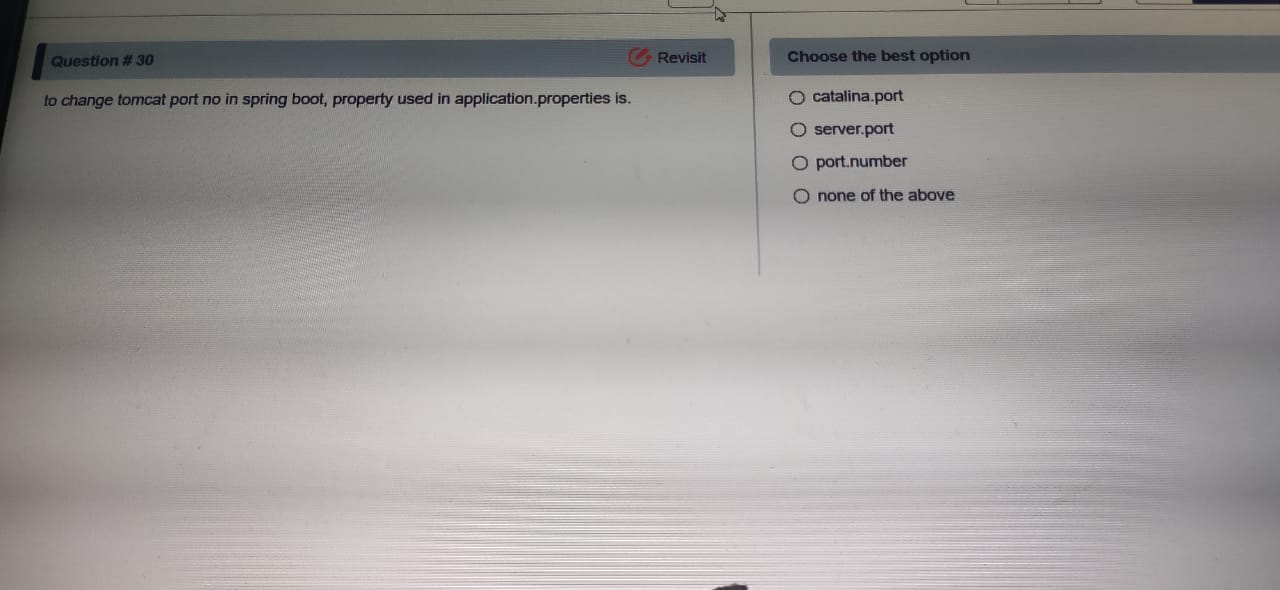 Question # 30
Revisit
to change tomcat port no in spring boot, property used in application.properties is.
Choose the best option
catalina.port
server.port
port.number
none of the above